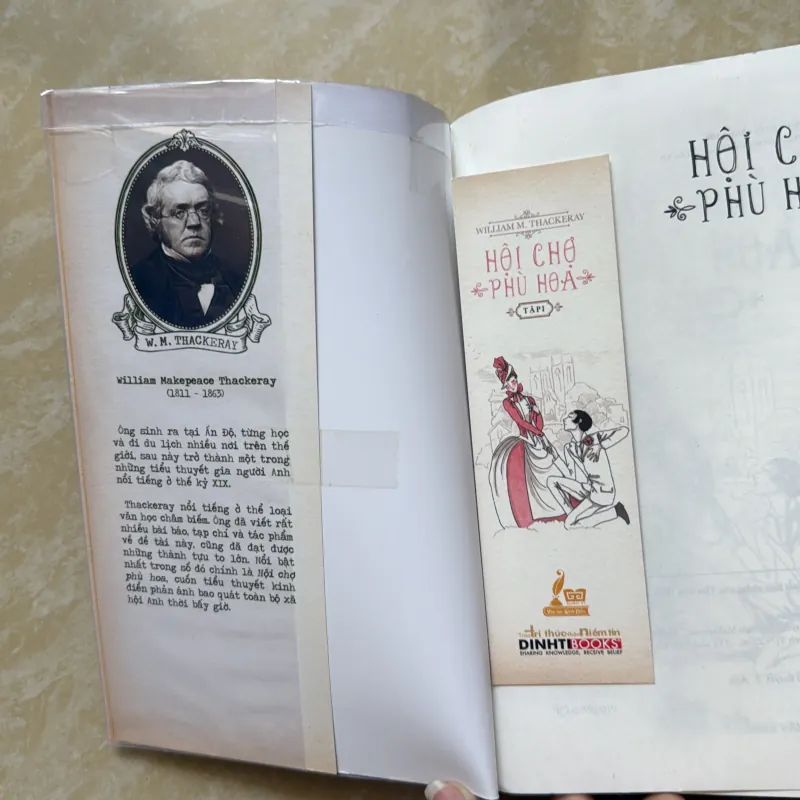 W. M. THACKERAY
William Makepeace Thackeray
(1811 - 1863)
Ông sinh ra tại Ấn Độ, từng học
và đi du lịch nhiều nơi trên thế
giới, sau này trở thành một trong
những tiểu thuyết gia người Anh
nổi tiếng ở thế kỷ XIX.
Thackeray nổi tiếng ở thể loại
văn học châm biếm. Ông đã viết rất
nhiều bài báo, tạp chí và tác phẩm
về đề tài này, cũng đã đạt được
những thành tựu to lớn. Nổi bật
nhất trong số đó chính là Hội chợ
phù hoa, cuốn tiểu thuyết kinh
điển phản ánh bao quát toàn bộ xã
hội Anh thời bấy giờ.
WILLIAM M. THACKERAY
HỘI CHỢ
PHÙ HOA
TẬP 1
tri thức
niềm tin
DINHTIBOOKS
SHARING KNOWLEDGE, RECEIVE BELIEF
HỘI C
PHÙ H